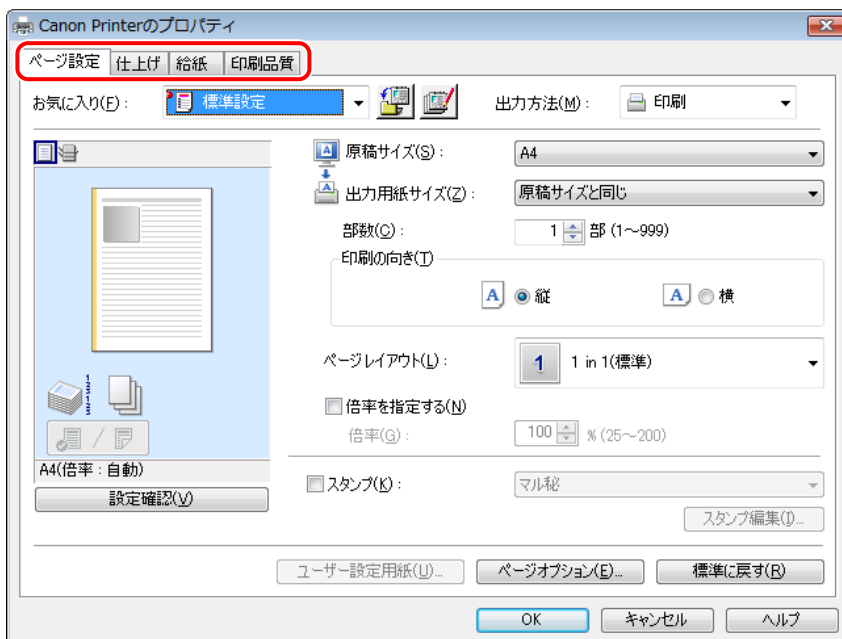 Canon Printerのプロパティ
ページ設定 仕上げ 給紙 印刷品質
お気に入り(F): 標準設定 出力方法(M): 印刷
原稿サイズ(S): A4
出力用紙サイズ(Z): 原稿サイズと同じ
部数(C): 1 部 (1～999)
印刷の向き(T)
A 縦 A 横
ページレイアウト(L): 1 1 in 1(標準)
倍率を指定する(N)
倍率(G): 100 % (25～200)
A4(倍率:自動)
設定確認(V)
スタンプ(K): マル秘
スタンプ編集(I)...
ユーザー設定用紙(U)... ページオプション(E)... 標準に戻す(R)
OK キャンセル ヘルプ